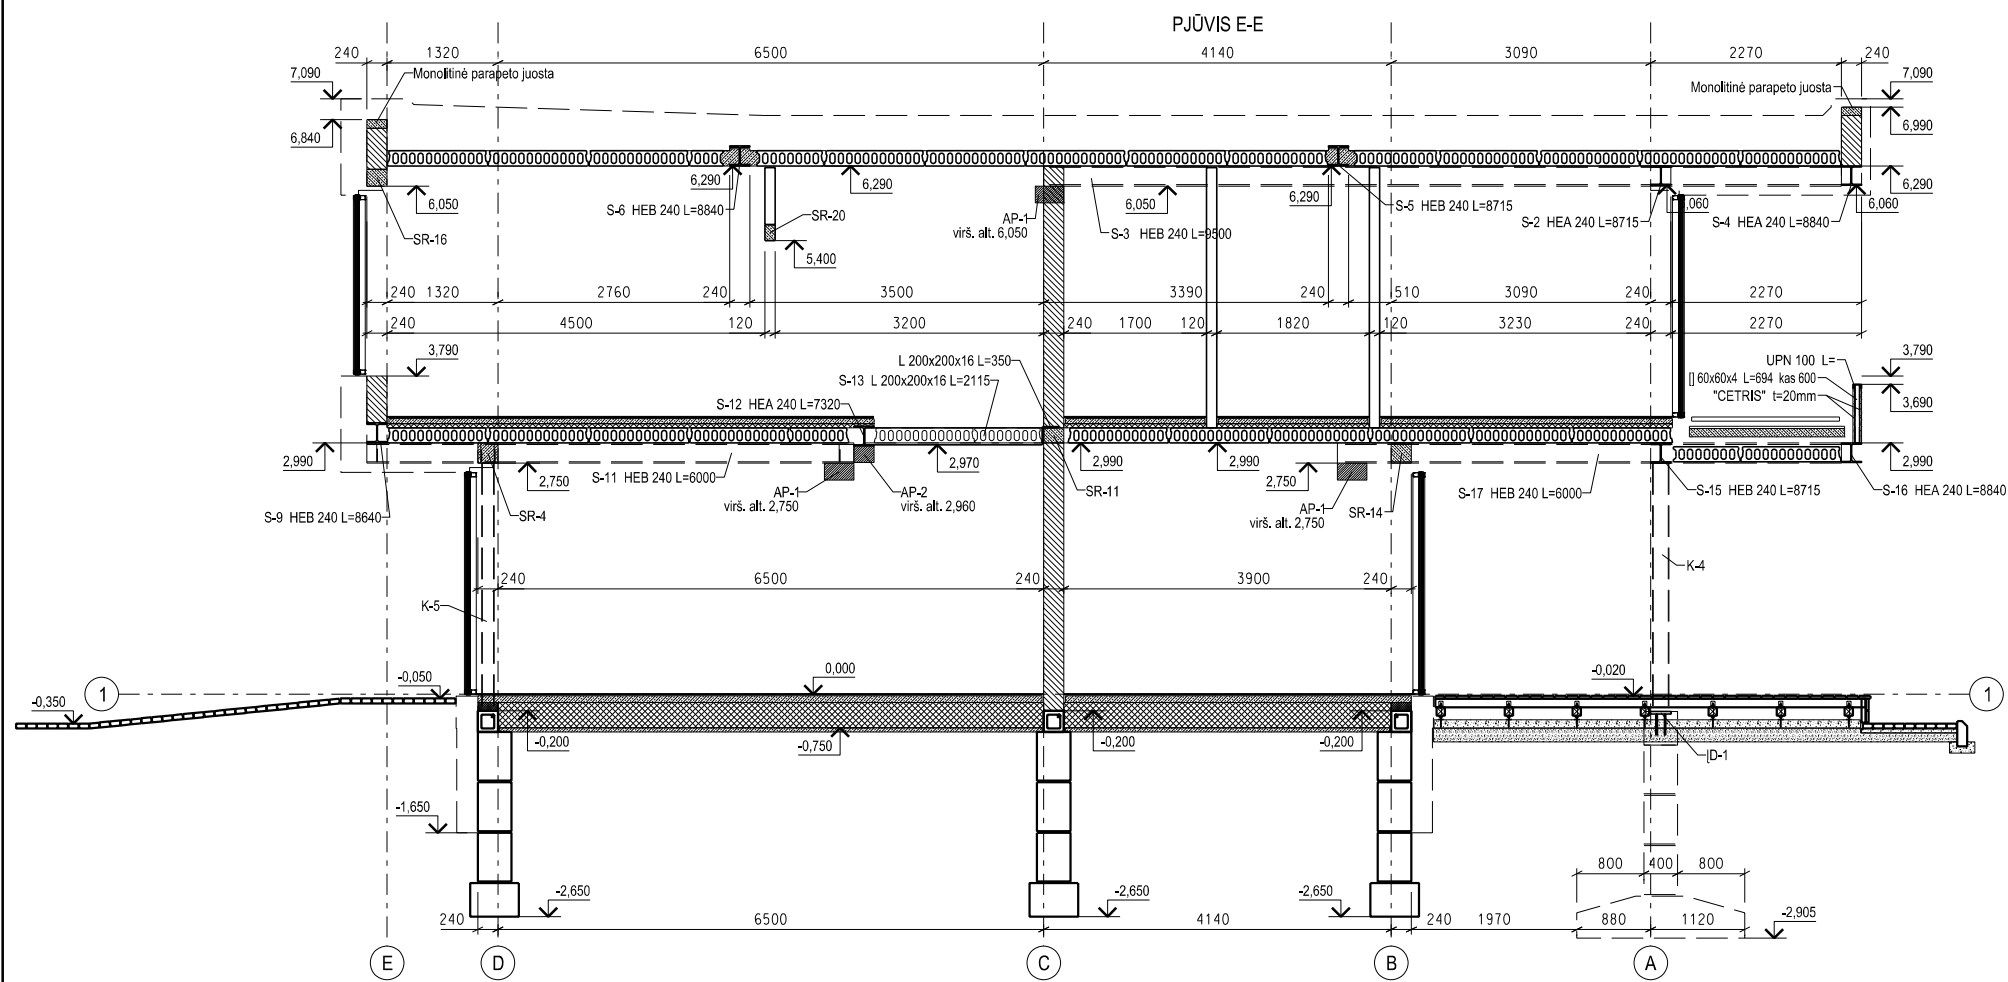 PJŪVIS E-E
240 1320 6500 4140 3090 2270 240
7,090
Monolitinė parapeto juosta
Monolitinė parapeto juosta
7,090
6,840
6,990
6,290
6,290
6,290
6,290
6,050
6,050
6,060
S-6 HEB 240 L=8840
SR-20
AP-1
virš. alt. 6,050
S-3 HEB 240 L=9500
S-5 HEB 240 L=8715
S-2 HEA 240 L=8715
S-4 HEA 240 L=8840
SR-16
5,400
240 1320 2760 240 3500 3390 240 510 3090 240 2270
240 4500 120 3200 240 1700 120 1820 120 3230 240 2270
3,790
L 200x200x16 L=350
S-13 L 200x200x16 L=2115
S-12 HEA 240 L=7320
UPN 100 L=
[] 60x60x4 L=694 kas 600
"CETRIS" t=20mm
3,790
3,690
2,990
2,970
2,990
2,990
2,990
2,750
S-11 HEB 240 L=6000
AP-1
virš. alt. 2,750
AP-2
virš. alt. 2,960
SR-11
2,750
AP-1
virš. alt. 2,750
SR-14
S-17 HEB 240 L=6000
S-15 HEB 240 L=8715
S-16 HEA 240 L=8840
S-9 HEB 240 L=8640
SR-4
K-4
240 6500 240 3900 240
K-5
1
-0,350
-0,050
0,000
-0,020
1
-0,200
-0,750
-0,200
-0,200
ĮD-1
-1,650
800 400 800
-2,650
-2,650
-2,650
240 6500 4140 240 1970 880 1120
-2,905
E D C B A